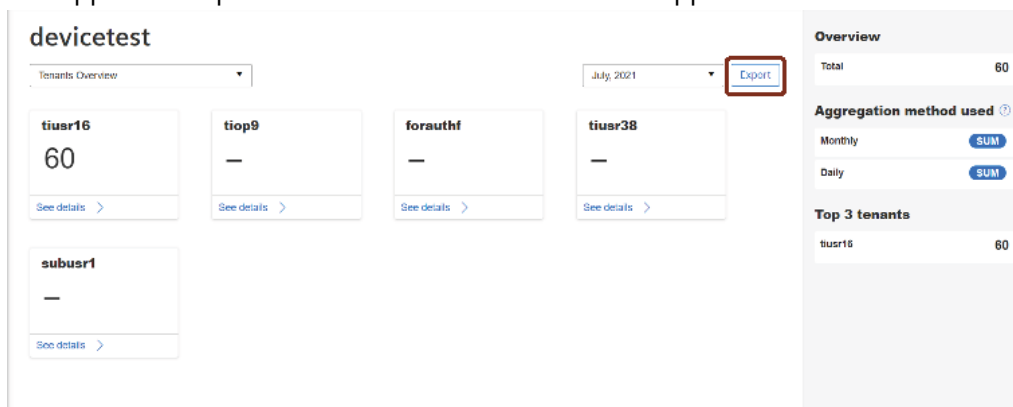 devicetest
Tenants Overview
July, 2021
Export
tiusr16
60
See details
tiop9
–
See details
forauthf
–
See details
tiusr38
–
See details
subusr1
–
See details
Overview
Total 60
Aggregation method used
Monthly SUM
Daily SUM
Top 3 tenants
tiusr16 60